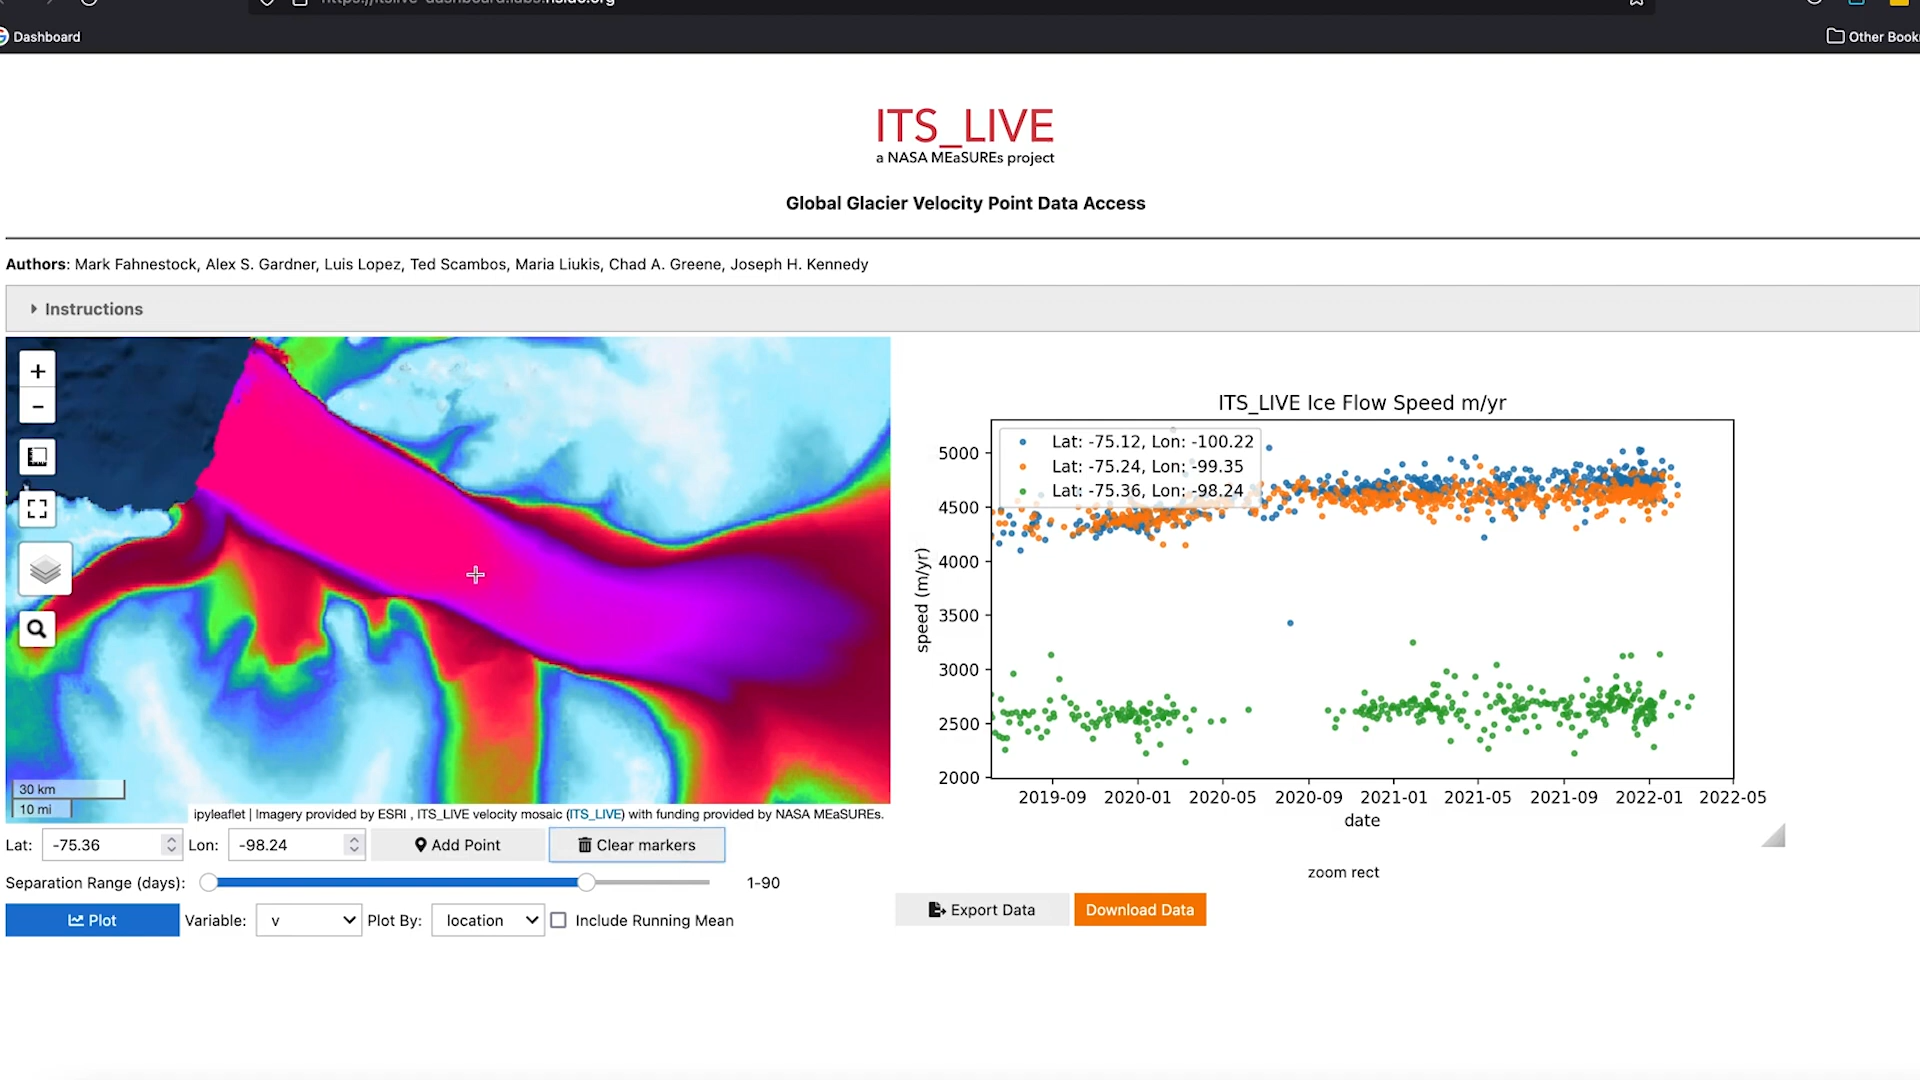 https://itslive-dashboard.labs.nsidc.org
Dashboard
Other Book
ITS_LIVE
a NASA MEaSUREs project
Global Glacier Velocity Point Data Access
Authors: Mark Fahnestock, Alex S. Gardner, Luis Lopez, Ted Scambos, Maria Liukis, Chad A. Greene, Joseph H. Kennedy
Instructions
+
−
30 km
10 mi
ipyleaflet | Imagery provided by ESRI , ITS_LIVE velocity mosaic (ITS_LIVE) with funding provided by NASA MEaSUREs.
Lat: -75.36 Lon: -98.24 Add Point Clear markers
Separation Range (days): 1-90
Plot Variable: v Plot By: location Include Running Mean
ITS_LIVE Ice Flow Speed m/yr
Lat: -75.12, Lon: -100.22
Lat: -75.24, Lon: -99.35
Lat: -75.36, Lon: -98.24
speed (m/yr)
5000
4500
4000
3500
3000
2500
2000
2019-09 2020-01 2020-05 2020-09 2021-01 2021-05 2021-09 2022-01 2022-05
date
zoom rect
Export Data Download Data